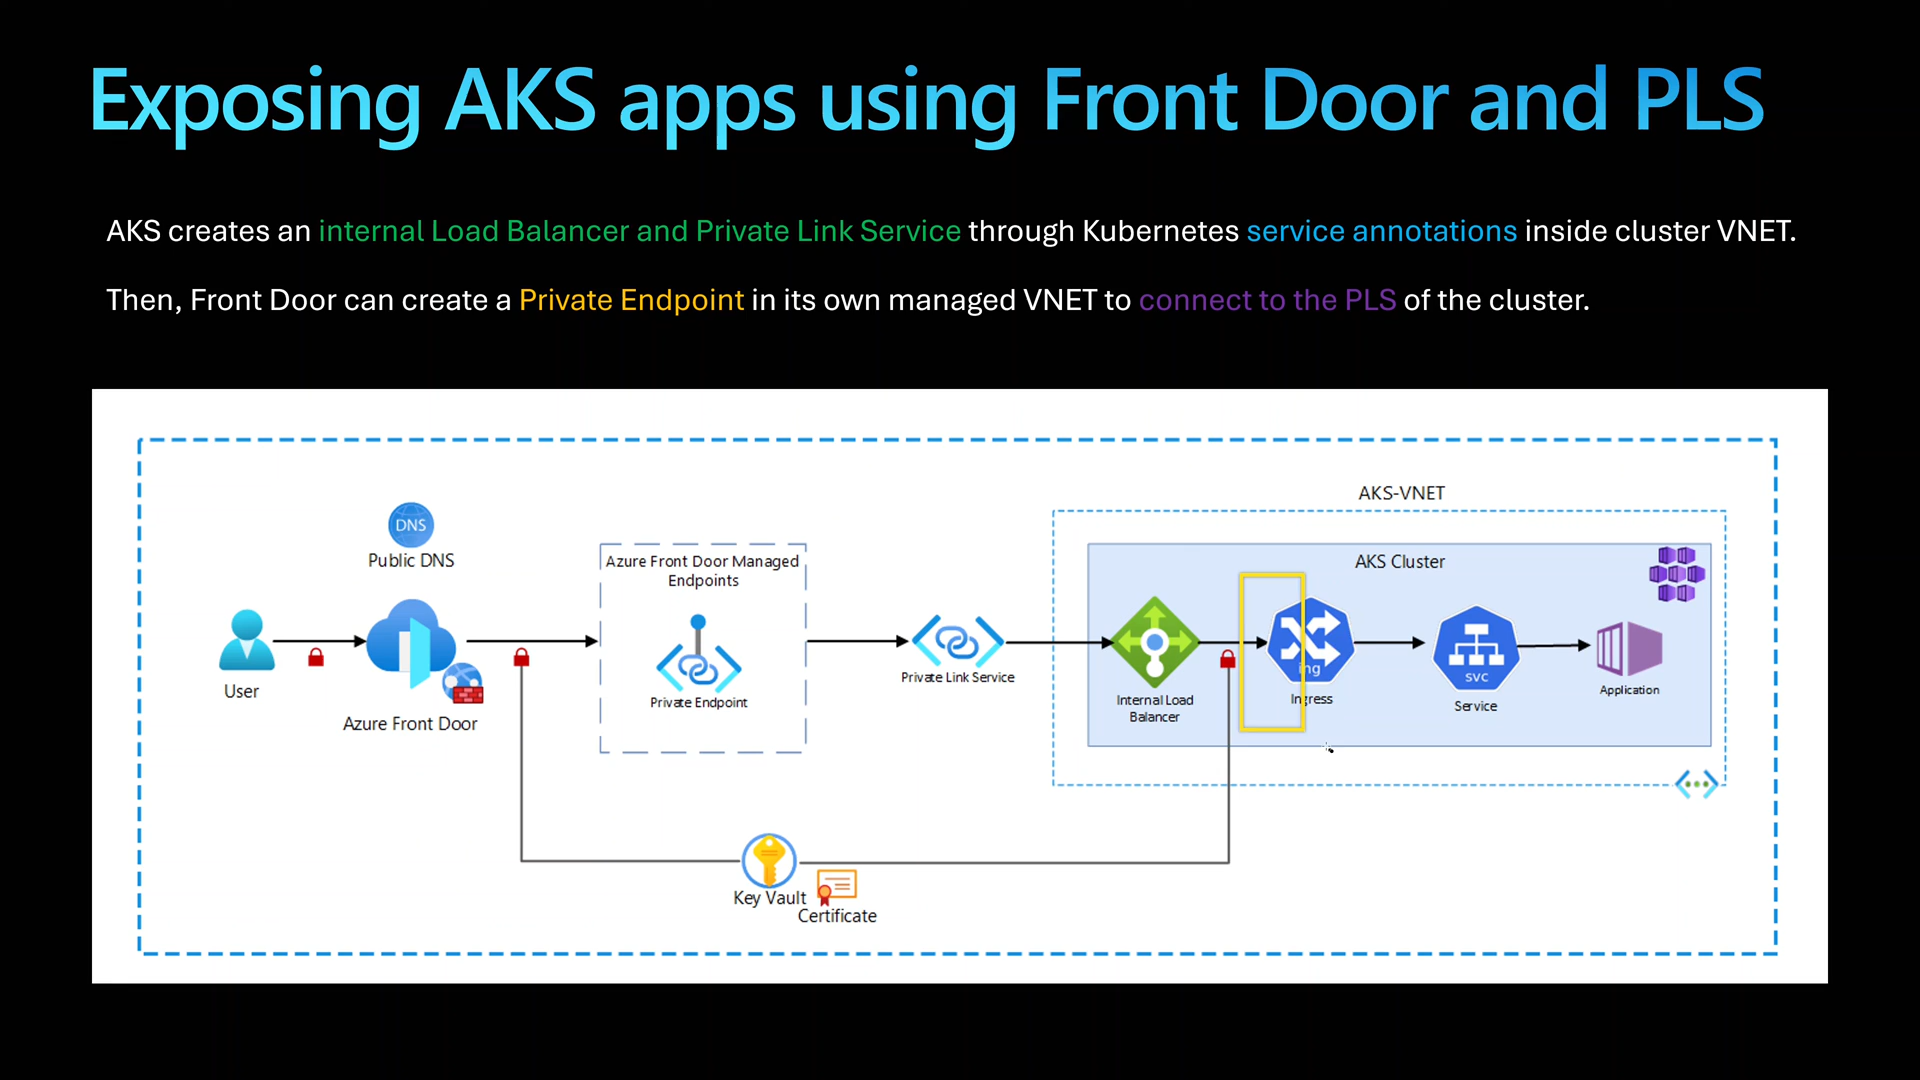 Exposing AKS apps using Front Door and PLS
AKS creates an internal Load Balancer and Private Link Service through Kubernetes service annotations inside cluster VNET.
Then, Front Door can create a Private Endpoint in its own managed VNET to connect to the PLS of the cluster.
AKS-VNET
DNS
Public DNS
Azure Front Door Managed
Endpoints
AKS Cluster
User
Azure Front Door
Private Endpoint
Private Link Service
Internal Load
Balancer
ing
Ingress
svc
Service
Application
Key Vault
Certificate